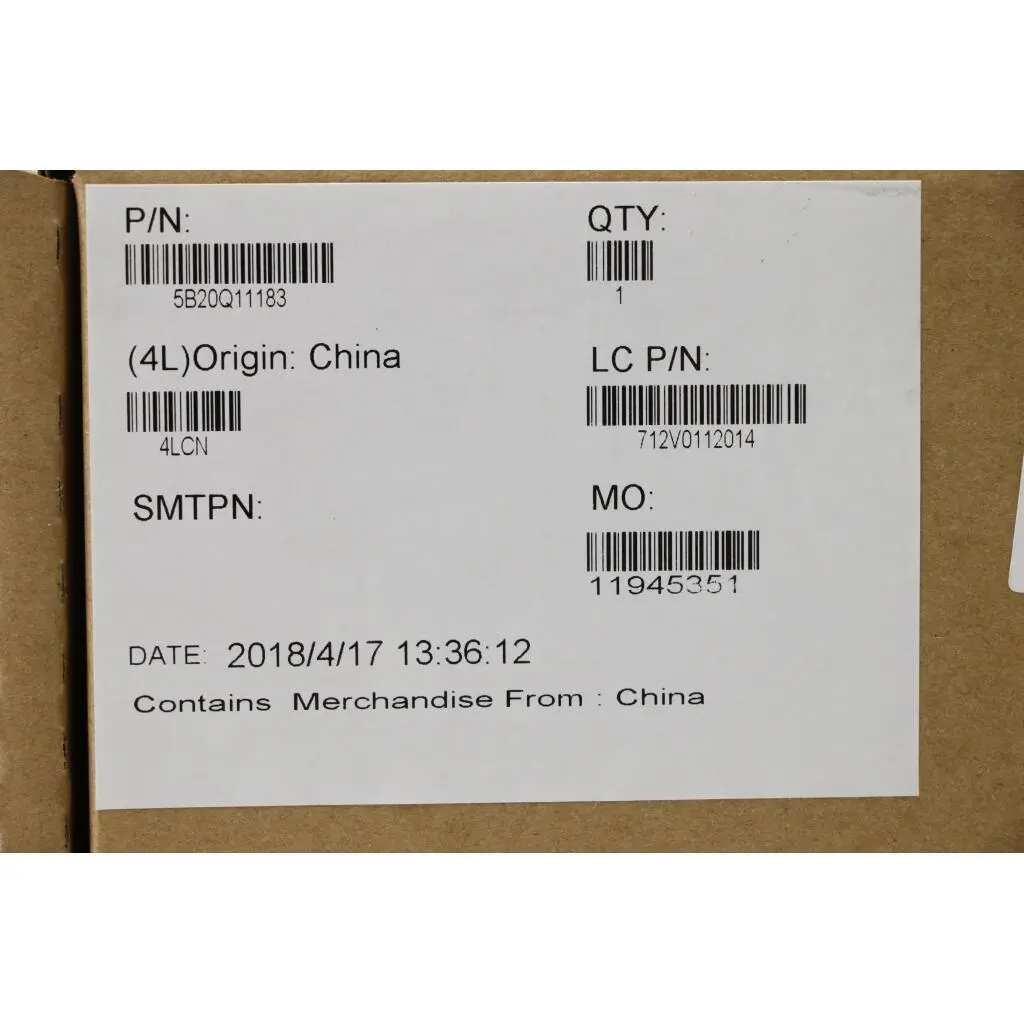 P/N:
5B20Q11183
QTY:
1
(4L)Origin: China
4LCN
LC P/N:
712V0112014
SMTPN:
MO:
11945351
DATE: 2018/4/17 13:36:12
Contains Merchandise From : China